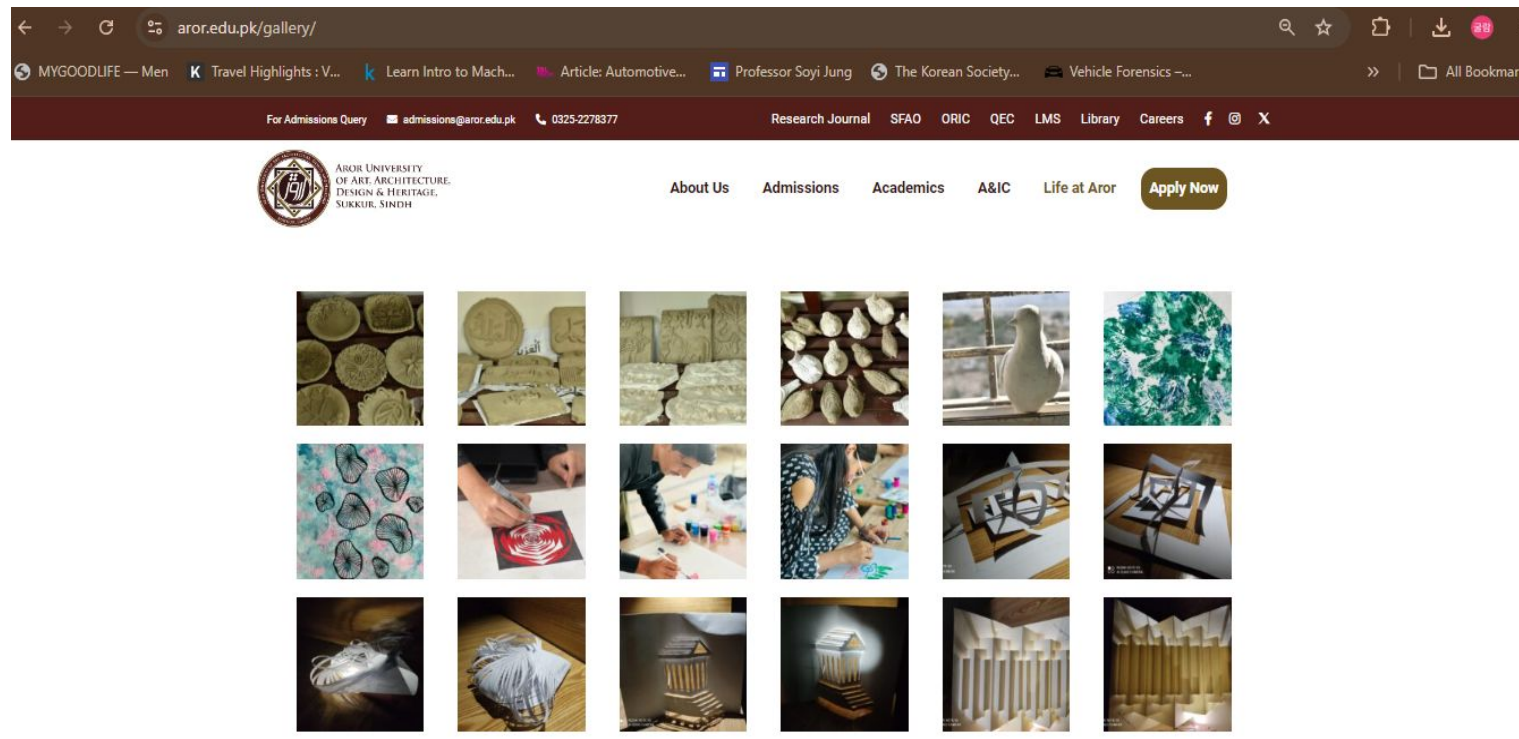 aror.edu.pk/gallery/
굴람
MYGOODLIFE — Men
K Travel Highlights : V...
k Learn Intro to Mach...
Article: Automotive...
Professor Soyi Jung
The Korean Society...
Vehicle Forensics –...
»
All Bookmar
For Admissions Query admissions@aror.edu.pk 0325-2278377
Research Journal SFAO ORIC QEC LMS Library Careers
AROR UNIVERSITY
OF ART, ARCHITECTURE,
DESIGN & HERITAGE,
SUKKUR, SINDH
About Us Admissions Academics A&IC Life at Aror Apply Now